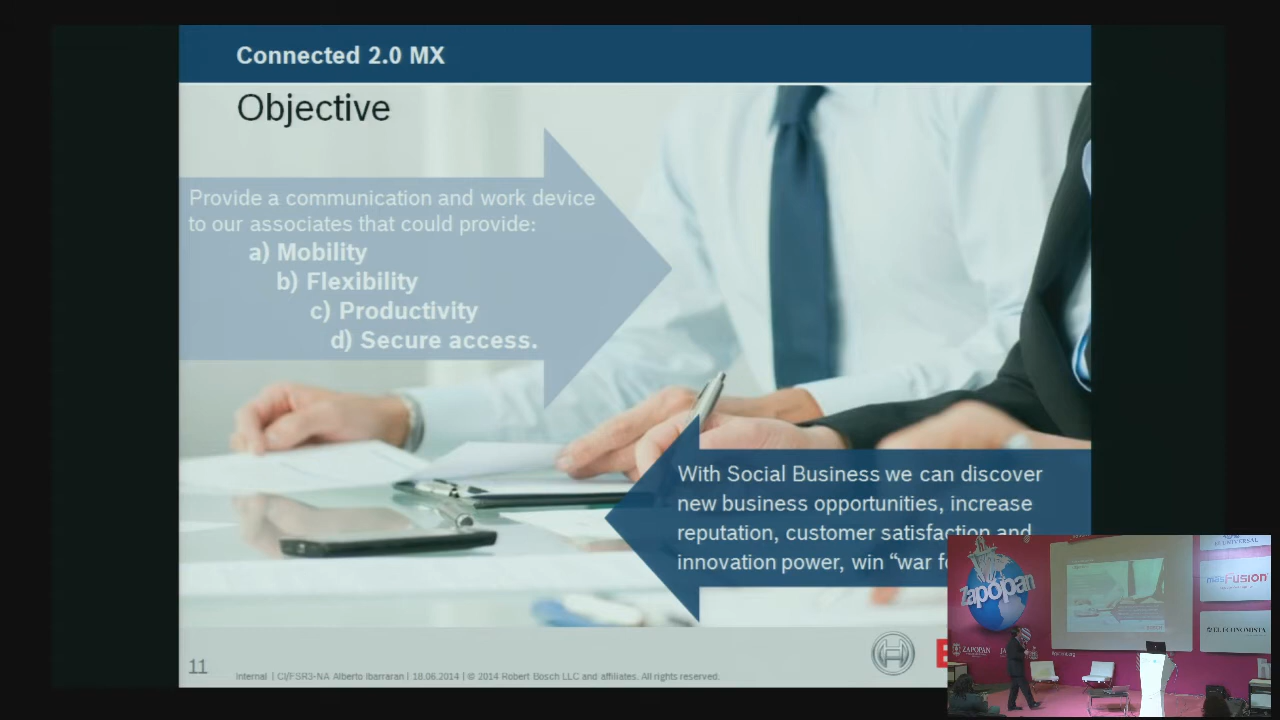 Connected 2.0 MX
Objective
Provide a communication and work device
to our associates that could provide:
a) Mobility
b) Flexibility
c) Productivity
d) Secure access.
With Social Business we can discover
new business opportunities, increase
reputation, customer satisfaction and
innovation power, win “war
11
Internal | CI/FSR3-NA Alberto Ibarraran | 18.06.2014 | © 2014 Robert Bosch LLC and affiliates. All rights reserved.
Zapopan
ZAPOPAN
EL UNIVERSAL
EL ECONOMISTA